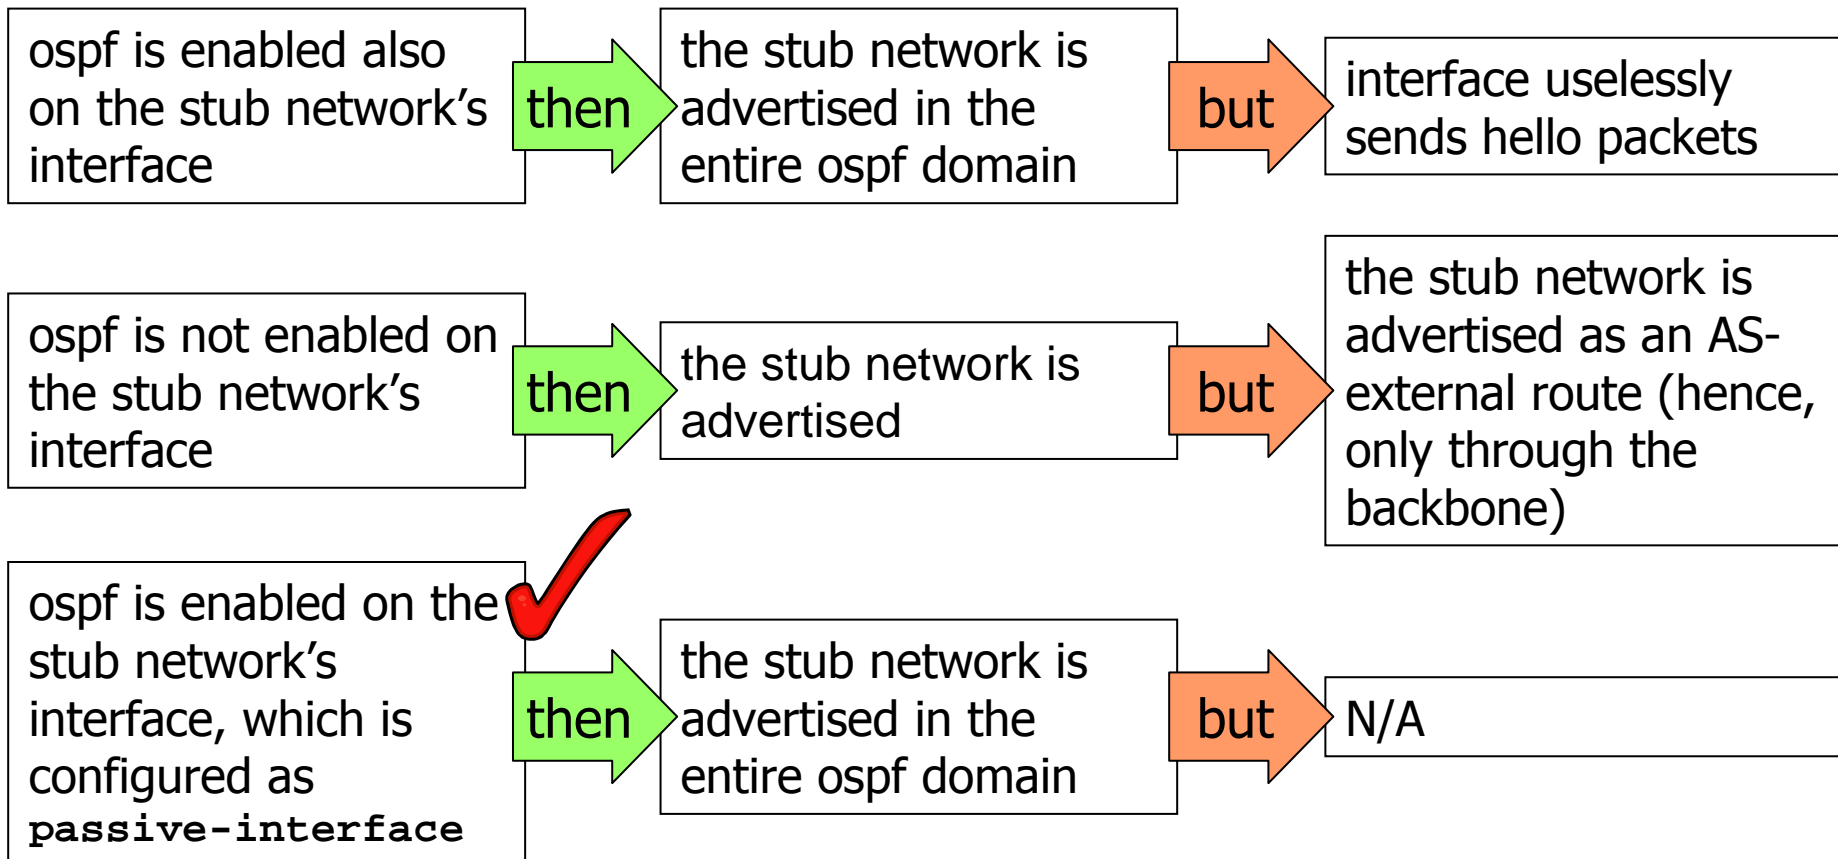 ospf is enabled also
on the stub network's
interface
then
the stub network is
advertised in the
entire ospf domain
but
interface uselessly
sends hello packets
ospf is not enabled on
the stub network's
interface
then
the stub network is
advertised
but
the stub network is
advertised as an AS-
external route (hence,
only through the
backbone)
ospf is enabled on the
stub network's
interface, which is
configured as
passive-interface
then
the stub network is
advertised in the
entire ospf domain
but
N/A